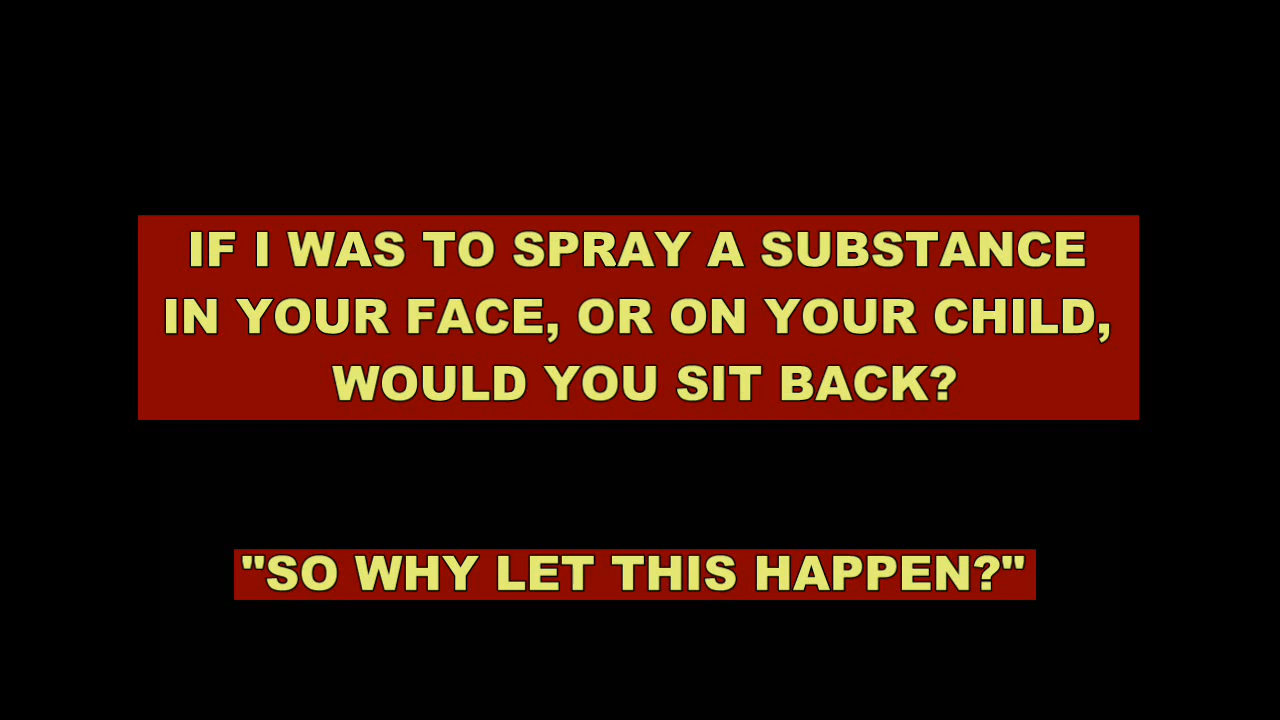 IF I WAS TO SPRAY A SUBSTANCE
IN YOUR FACE, OR ON YOUR CHILD,
WOULD YOU SIT BACK?
"SO WHY LET THIS HAPPEN?"